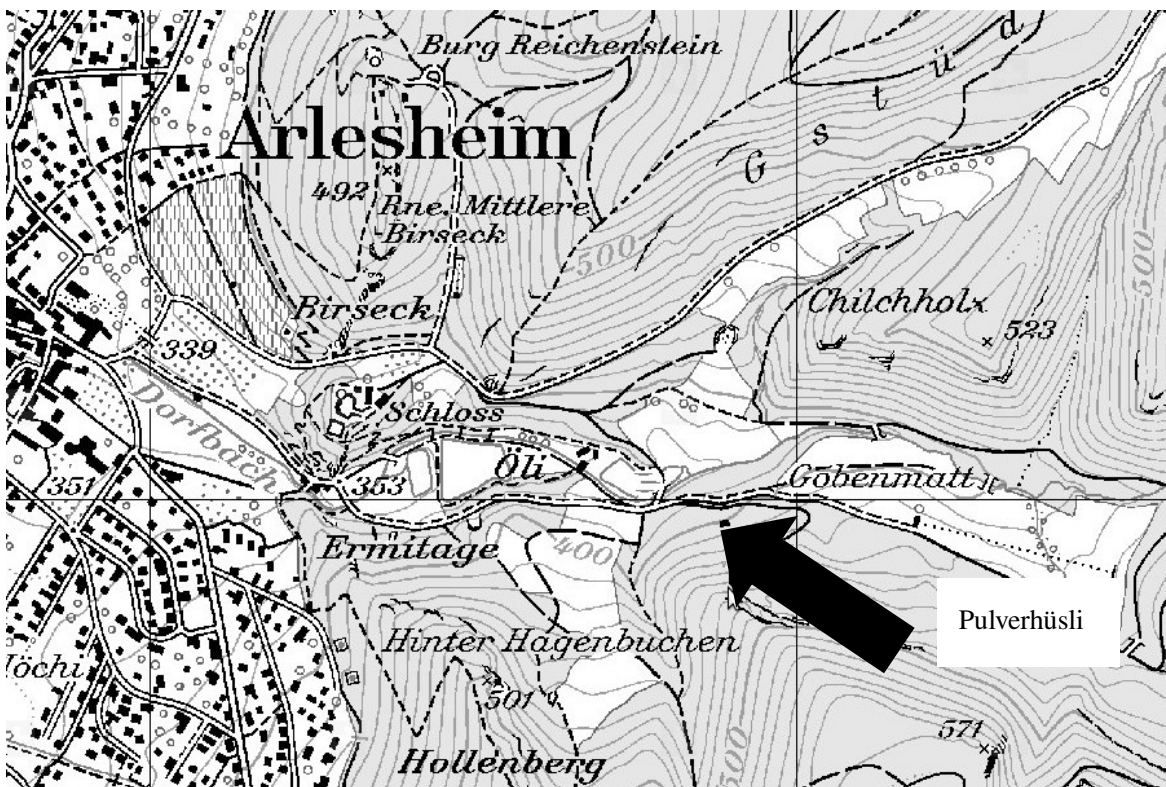 Burg Reichenstein
Arlesheim
G s t ü d
492
Rne. Mittlere
Birseck
500
500
Birseck
Chilchholz
523
339
Schloss
Dorfbach
Öli
351
353
Gobenmatt
Ermitage
400
Pulverhüsli
Hinter Hagenbuchen
501
571
500
Hollenberg